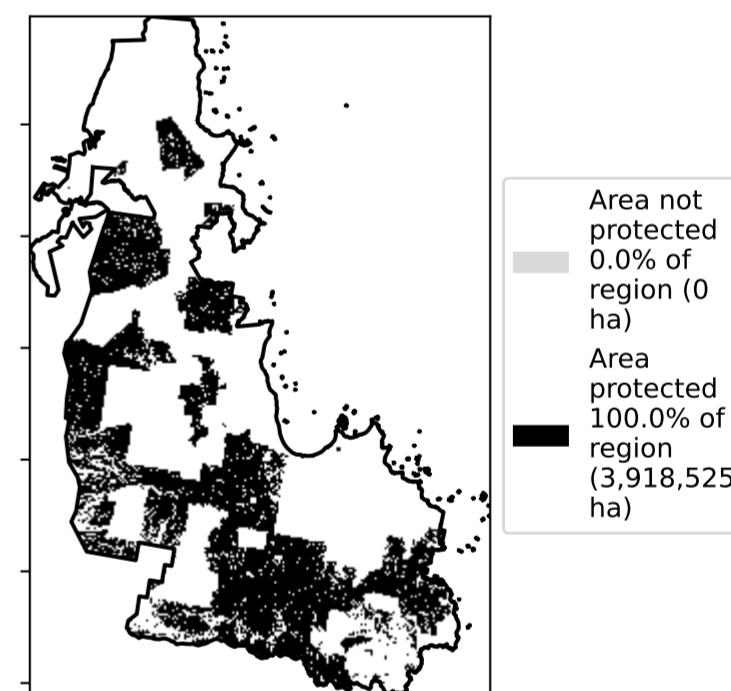 Area not
protected
0.0% of
region (0
ha)
Area
protected
100.0% of
region
(3,918,525
ha)